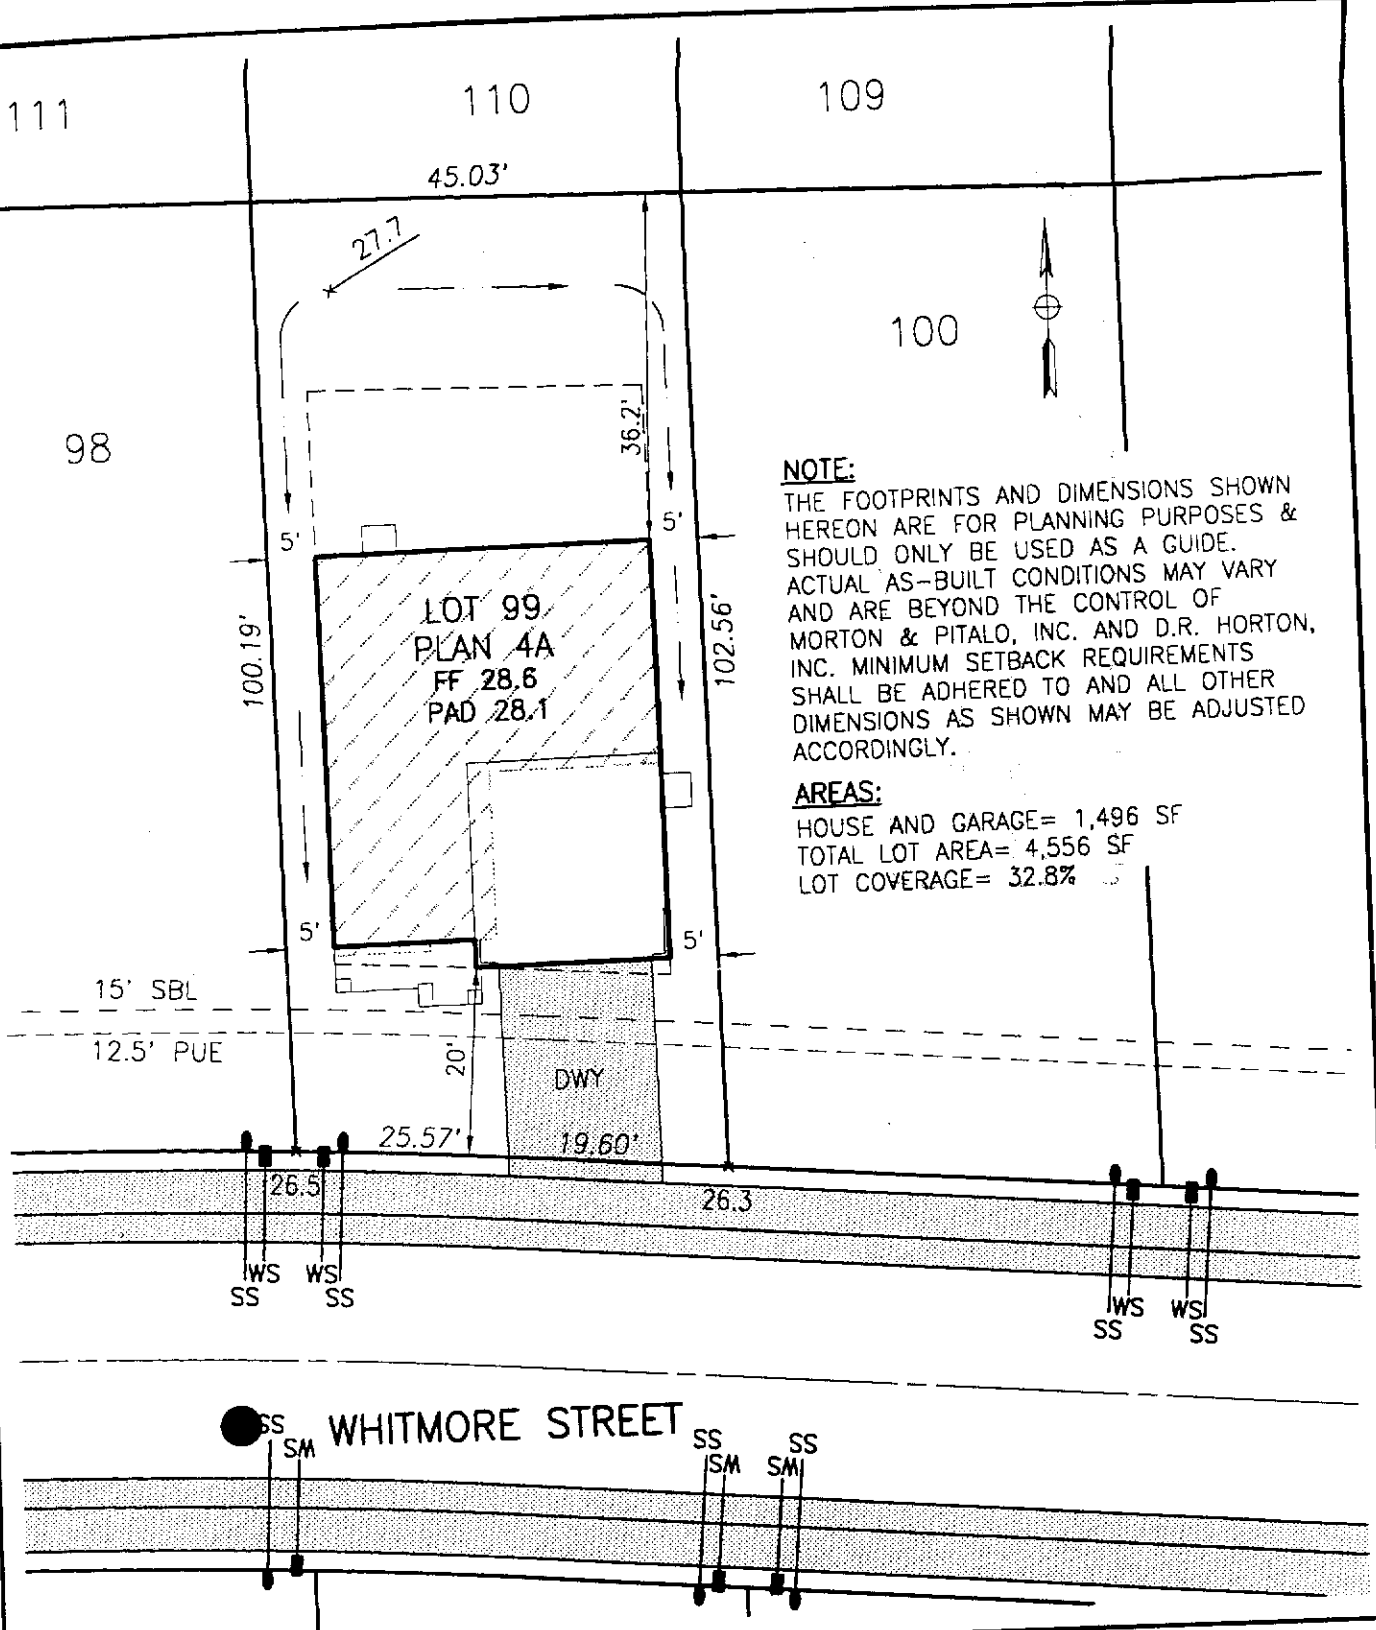 111
110
109
45.03'
27.7
100
98
36.2'
5'
5'
NOTE:
THE FOOTPRINTS AND DIMENSIONS SHOWN
HEREON ARE FOR PLANNING PURPOSES &
SHOULD ONLY BE USED AS A GUIDE.
ACTUAL AS-BUILT CONDITIONS MAY VARY
AND ARE BEYOND THE CONTROL OF
MORTON & PITALO, INC. AND D.R. HORTON,
INC. MINIMUM SETBACK REQUIREMENTS
SHALL BE ADHERED TO AND ALL OTHER
DIMENSIONS AS SHOWN MAY BE ADJUSTED
ACCORDINGLY.
LOT 99
PLAN 4A
FF 28.6
PAD 28.1
100.19'
102.56'
AREAS:
HOUSE AND GARAGE= 1,496 SF
TOTAL LOT AREA= 4,556 SF
LOT COVERAGE= 32.8%
5'
5'
15' SBL
12.5' PUE
20'
DWY
25.57'
19.60'
26.5
26.3
SS
WS
WS
SS
SS
WS
WS
SS
WHITMORE STREET
SS
SM
SS
SM
SM
SS